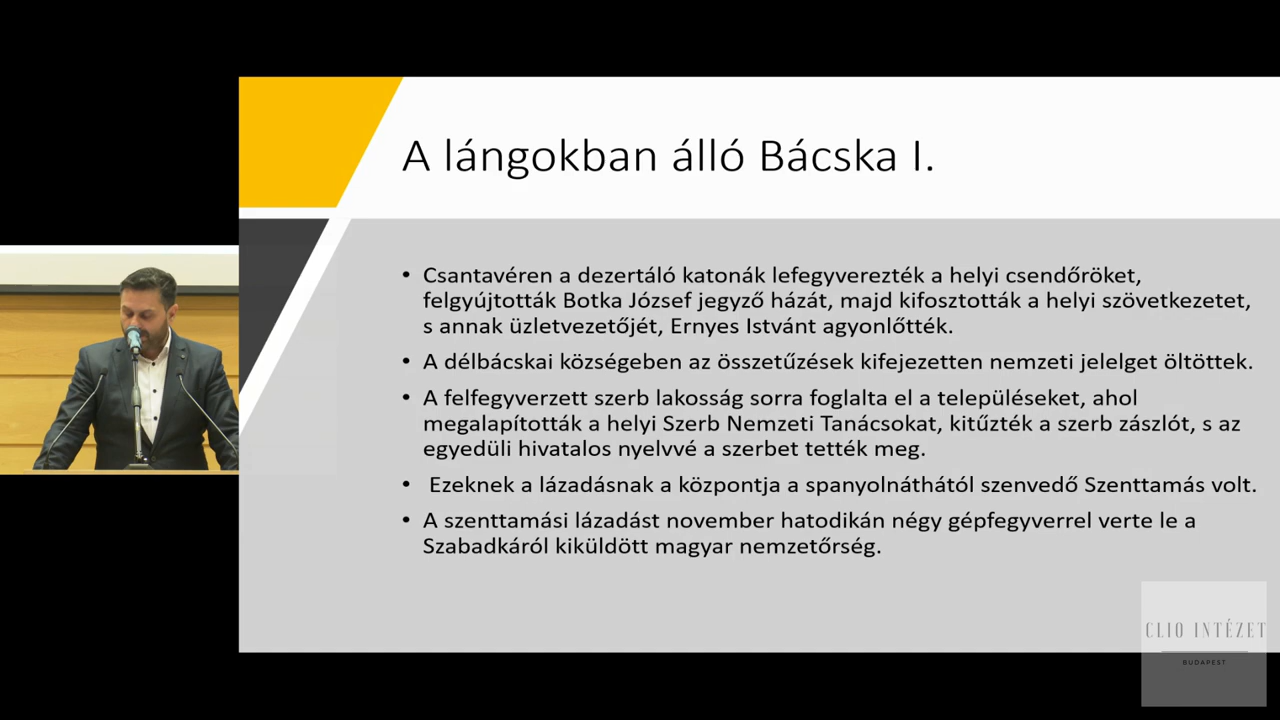 A lángokban álló Bácska I.
• Csantavéren a dezertáló katonák lefegyverezték a helyi csendőröket,
felgyújtották Botka József jegyző házát, majd kifosztották a helyi szövetkezetet,
s annak üzletvezetőjét, Ernyes Istvánt agyonlőtték.
• A délbácskai községeben az összetűzések kifejezetten nemzeti jelelget öltöttek.
• A felfegyverzett szerb lakosság sorra foglalta el a településeket, ahol
megalapították a helyi Szerb Nemzeti Tanácsokat, kitűzték a szerb zászlót, s az
egyedüli hivatalos nyelvvé a szerbet tették meg.
• Ezeknek a lázadásnak a központja a spanyolnáthától szenvedő Szenttamás volt.
• A szenttamási lázadást november hatodikán négy gépfegyverrel verte le a
Szabadkáról kiküldött magyar nemzetőrség.
CLIO INTÉZET
BUDAPEST